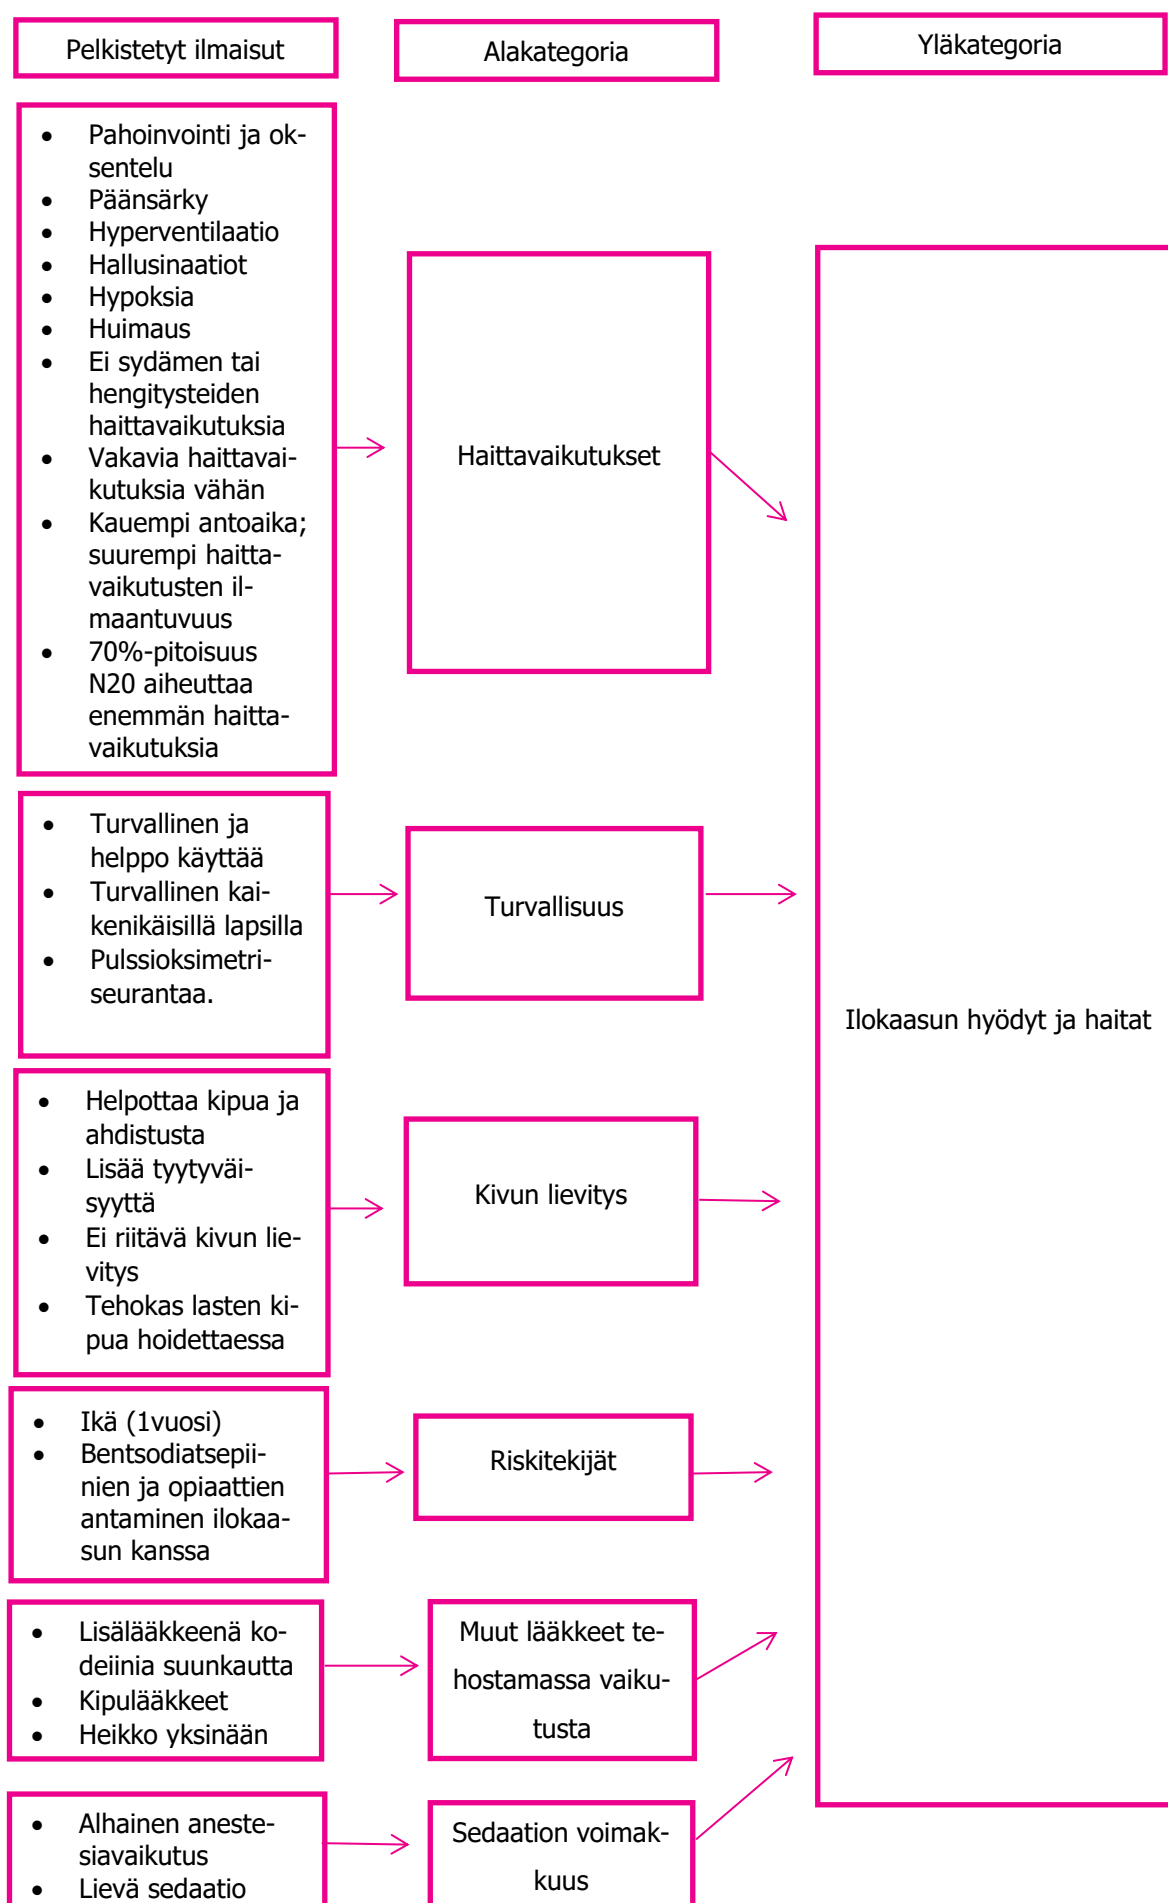 Pelkistetyt ilmaisut
Alakategoria
Yläkategoria
• Pahoinvointi ja ok-
sentelu
• Päänsärky
• Hyperventilaatio
• Hallusinaatiot
• Hypoksia
• Huimaus
• Ei sydämen tai
hengitysteiden
haittavaikutuksia
• Vakavia haittavai-
kutuksia vähän
• Kauempi antoaika;
suurempi haitta-
vaikutusten il-
maantuvuus
• 70%-pitoisuus
N20 aiheuttaa
enemmän haitta-
vaikutuksia
Haittavaikutukset
• Turvallinen ja
helppo käyttää
• Turvallinen kai-
kenikäisillä lapsilla
• Pulssioksimetri-
seurantaa.
Turvallisuus
Ilokaasun hyödyt ja haitat
• Helpottaa kipua ja
ahdistusta
• Lisää tyytyväi-
syyttä
• Ei riitävä kivun lie-
vitys
• Tehokas lasten ki-
pua hoidettaessa
Kivun lievitys
• Ikä (1vuosi)
• Bentsodiatsepii-
nien ja opiaattien
antaminen ilokaa-
sun kanssa
Riskitekijät
• Lisälääkkeenä ko-
deiinia suunkautta
• Kipulääkkeet
• Heikko yksinään
Muut lääkkeet te-
hostamassa vaiku-
tusta
• Alhainen aneste-
siavaikutus
• Lievä sedaatio
Sedaation voimak-
kuus